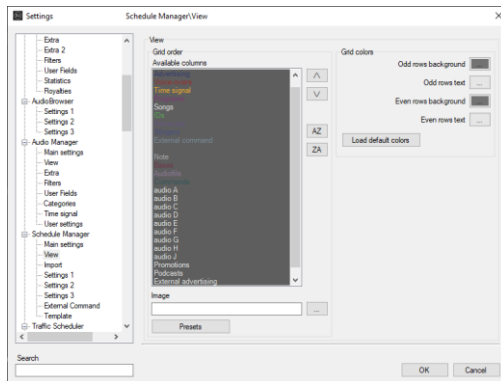 Settings
Schedule Manager\View
Extra
Extra 2
Filters
User Fields
Statistics
Royalties
AudioBrowser
Settings 1
Settings 2
Settings 3
Audio Manager
Main settings
View
Extra
Filters
User Fields
Categories
Time signal
User settings
Schedule Manager
Main settings
View
Import
Settings 1
Settings 2
Settings 3
External Command
Template
Traffic Scheduler
Search
View
Grid order
Available columns
Advertising
Time signal
Songs
IDs
External command
Note
Audiofile
audio A
audio B
audio C
audio D
audio E
audio F
audio G
audio H
audio J
Promotions
Podcasts
External advertising
AZ
ZA
Image
...
Presets
Grid colors
Odd rows background
...
Odd rows text
...
Even rows background
...
Even rows text
...
Load default colors
OK
Cancel